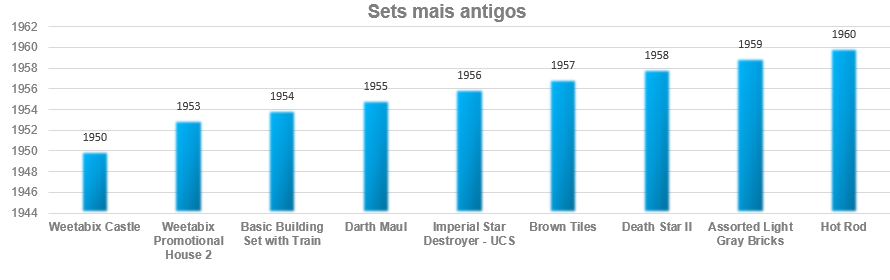 Sets mais antigos
1962
1960
1958
1956
1954
1952
1950
1948
1946
1944
1950
1953
1954
1955
1956
1957
1958
1959
1960
Weetabix Castle
Weetabix
Promotional
House 2
Basic Building
Set with Train
Darth Maul
Imperial Star
Destroyer - UCS
Brown Tiles
Death Star II
Assorted Light
Gray Bricks
Hot Rod